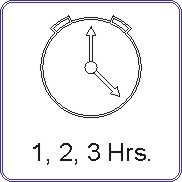 1, 2, 3 Hrs.